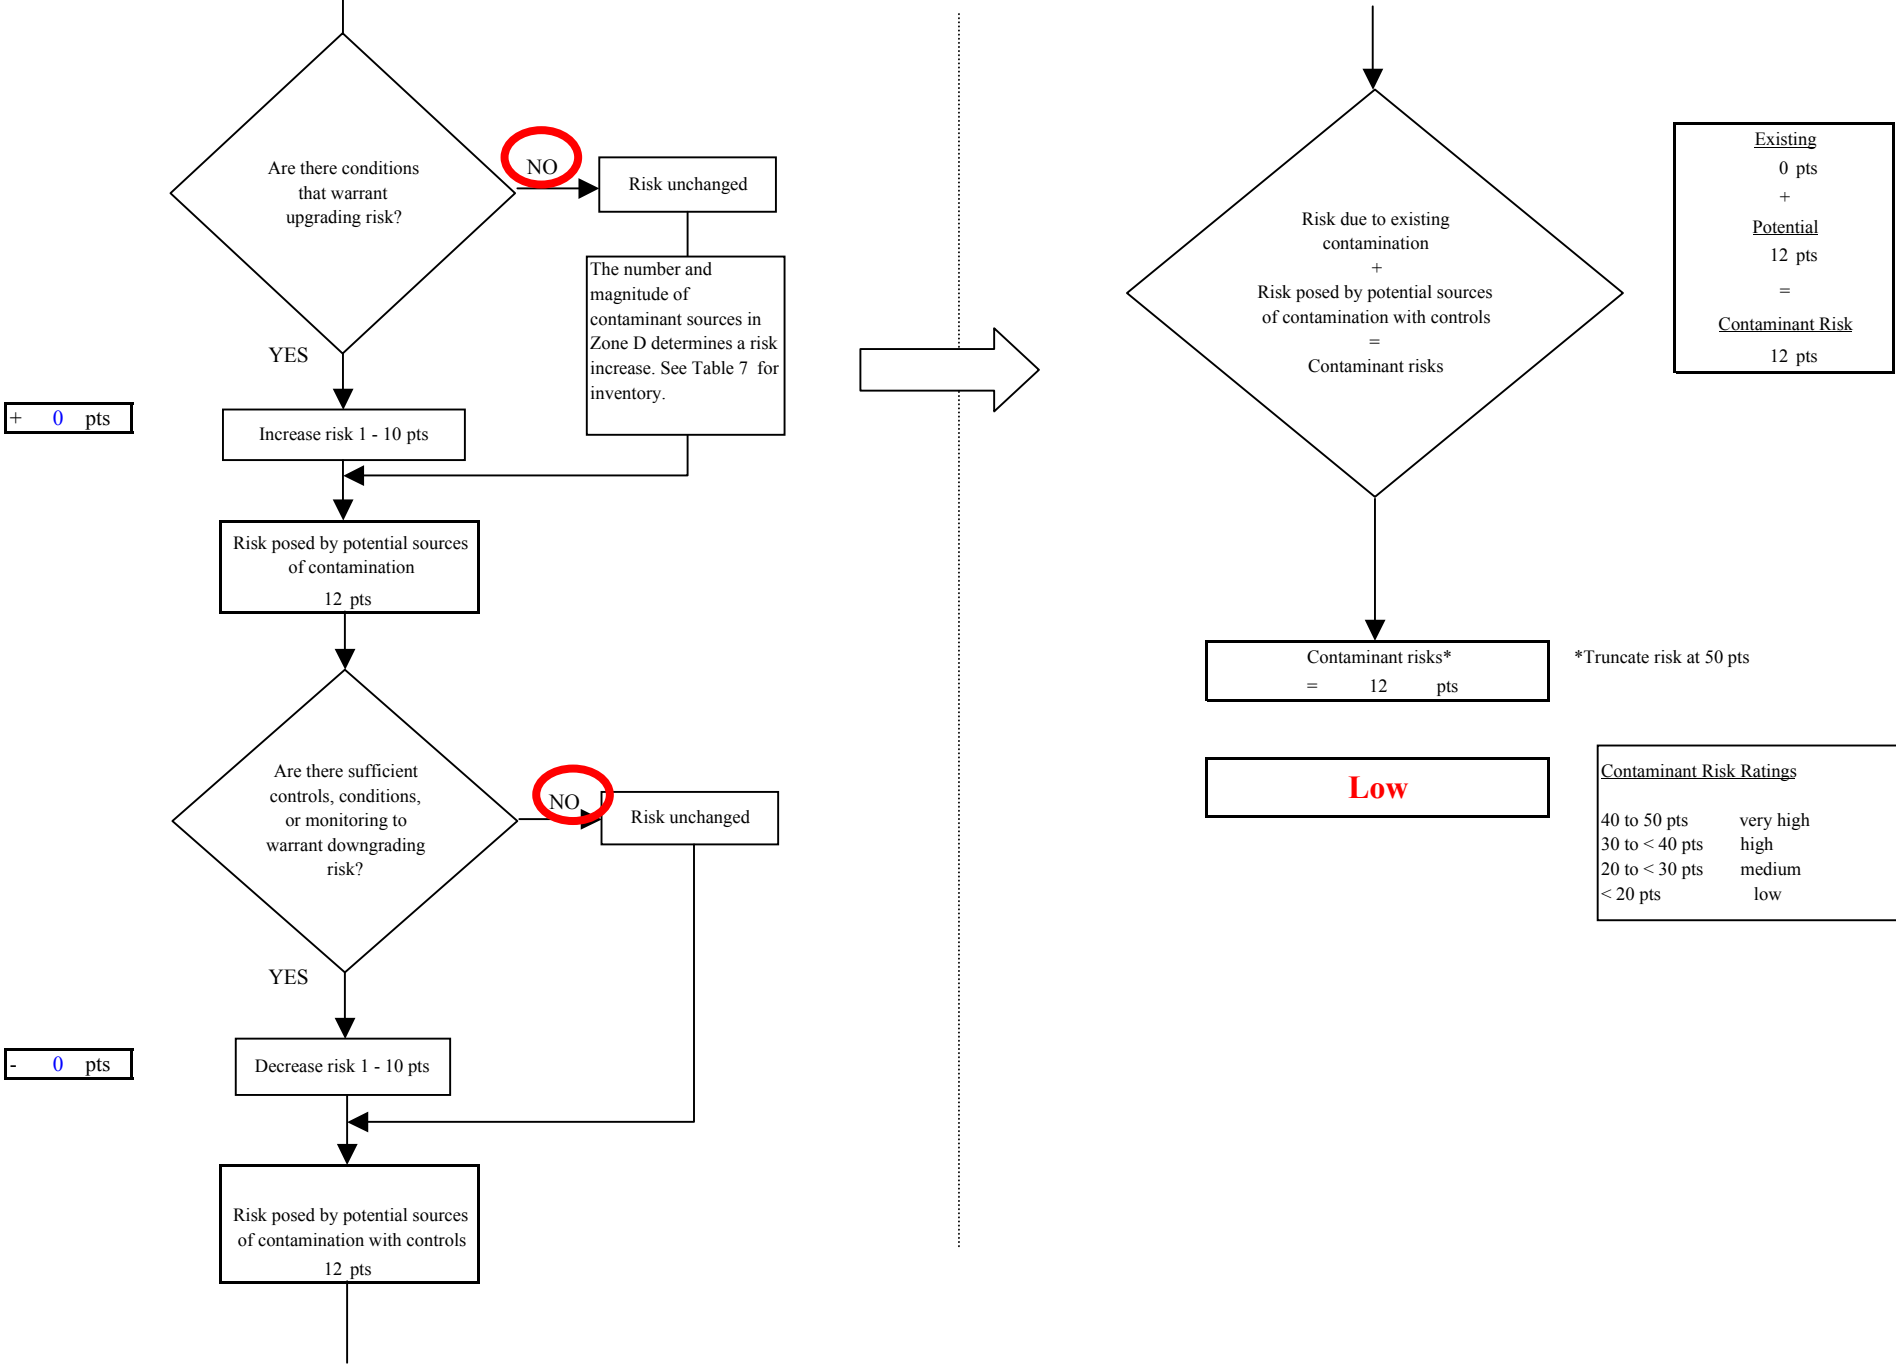 Are there conditions
that warrant
upgrading risk?
NO
Risk unchanged
The number and
magnitude of
contaminant sources in
Zone D determines a risk
increase. See Table 7 for
inventory.
YES
+ 0 pts
Increase risk 1 - 10 pts
Risk posed by potential sources
of contamination
12 pts
Are there sufficient
controls, conditions,
or monitoring to
warrant downgrading
risk?
NO
Risk unchanged
YES
- 0 pts
Decrease risk 1 - 10 pts
Risk posed by potential sources
of contamination with controls
12 pts
Risk due to existing
contamination
+
Risk posed by potential sources
of contamination with controls
=
Contaminant risks
Existing
0 pts
+
Potential
12 pts
=
Contaminant Risk
12 pts
Contaminant risks*
= 12 pts
*Truncate risk at 50 pts
Low
Contaminant Risk Ratings
40 to 50 pts very high
30 to < 40 pts high
20 to < 30 pts medium
< 20 pts low